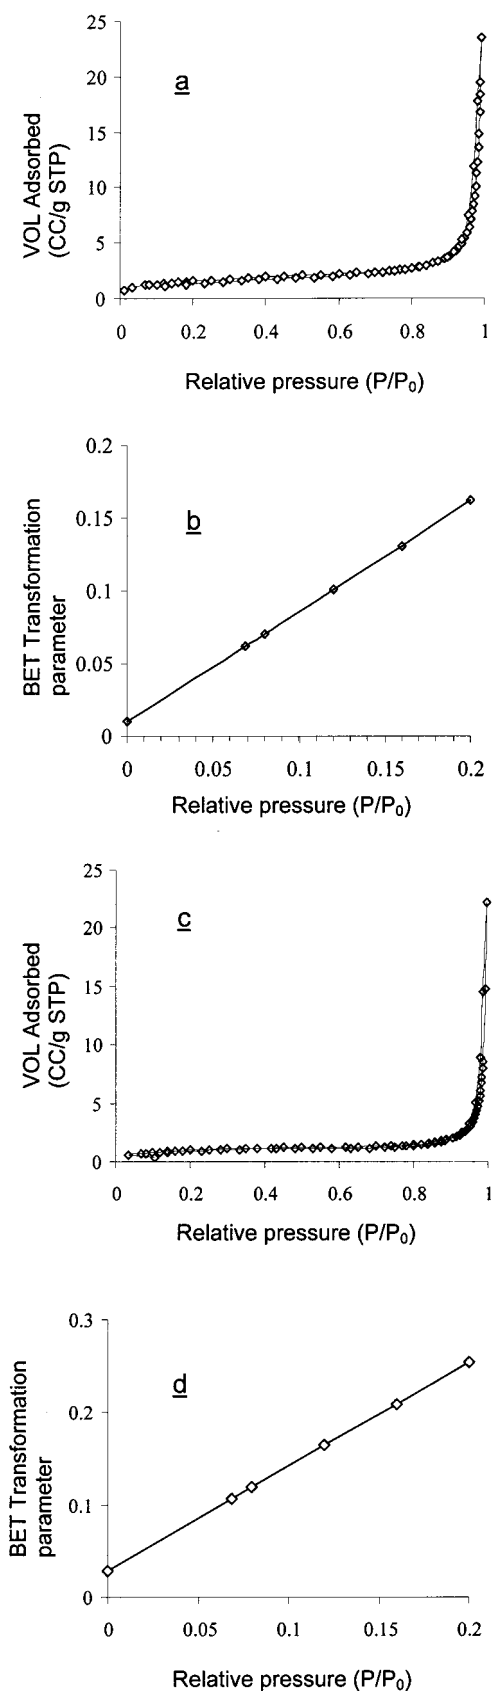 25
20
15
10
5
0
a
VOL Adsorbed
(CC/g STP)
0 0.2 0.4 0.6 0.8 1
Relative pressure (P/P0)
0.2
0.15
0.1
0.05
0
b
BET Transformation
parameter
0 0.05 0.1 0.15 0.2
Relative pressure (P/P0)
25
20
15
10
5
0
c
VOL Adsorbed
(CC/g STP)
0 0.2 0.4 0.6 0.8 1
Relative pressure (P/P0)
0.3
0.2
0.1
0
d
BET Transformation
parameter
0 0.05 0.1 0.15 0.2
Relative pressure (P/P0)